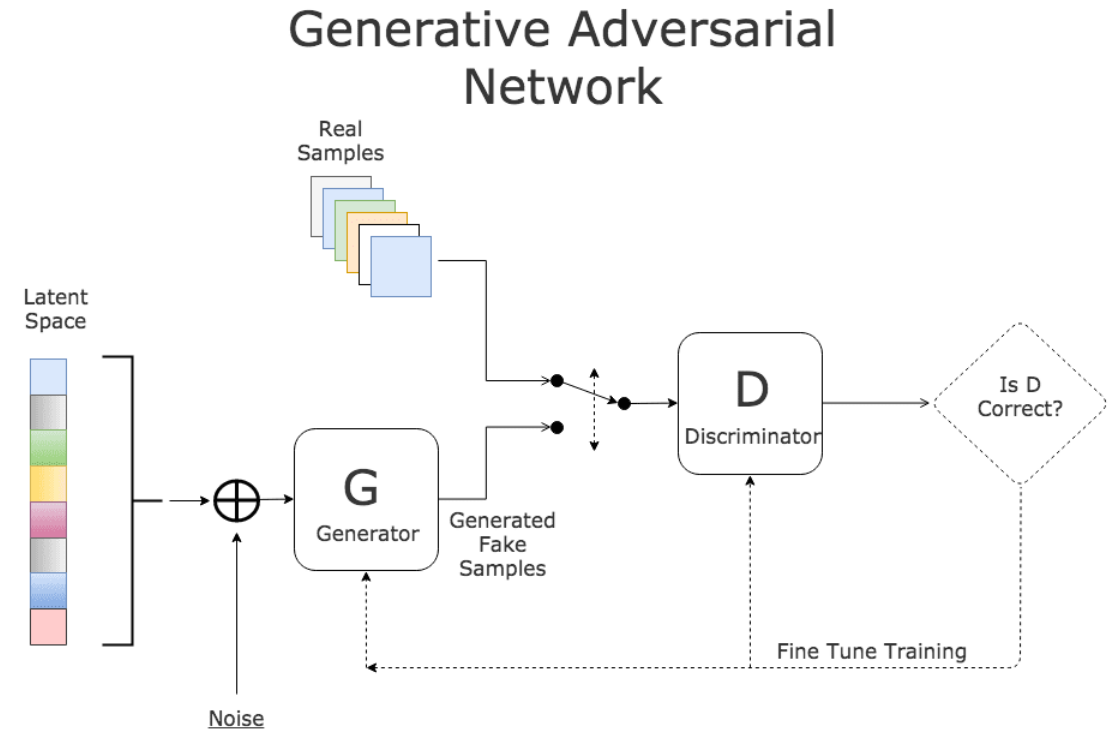 Generative Adversarial
Network
Real
Samples
Latent
Space
D
Discriminator
Is D
Correct?
G
Generator
Generated
Fake
Samples
Fine Tune Training
Noise